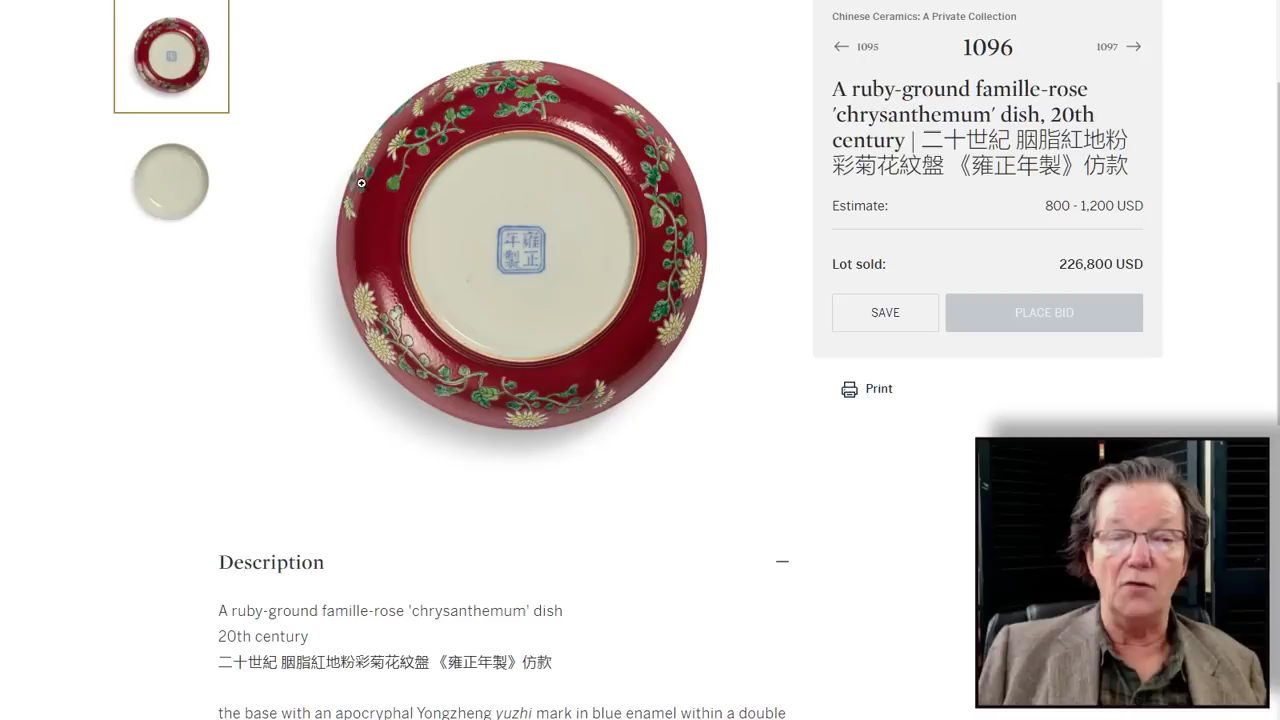 Chinese Ceramics: A Private Collection
← 1095
1096
1097 →
A ruby-ground famille-rose
'chrysanthemum' dish, 20th
century | 二十世紀 胭脂紅地粉
彩菊花紋盤 《雍正年製》仿款
Estimate: 800 - 1,200 USD
Lot sold: 226,800 USD
SAVE
PLACE BID
Print
雍正
年製
Description
A ruby-ground famille-rose 'chrysanthemum' dish
20th century
二十世紀 胭脂紅地粉彩菊花紋盤 《雍正年製》仿款
the base with an apocryphal Yongzheng yuzhi mark in blue enamel within a double